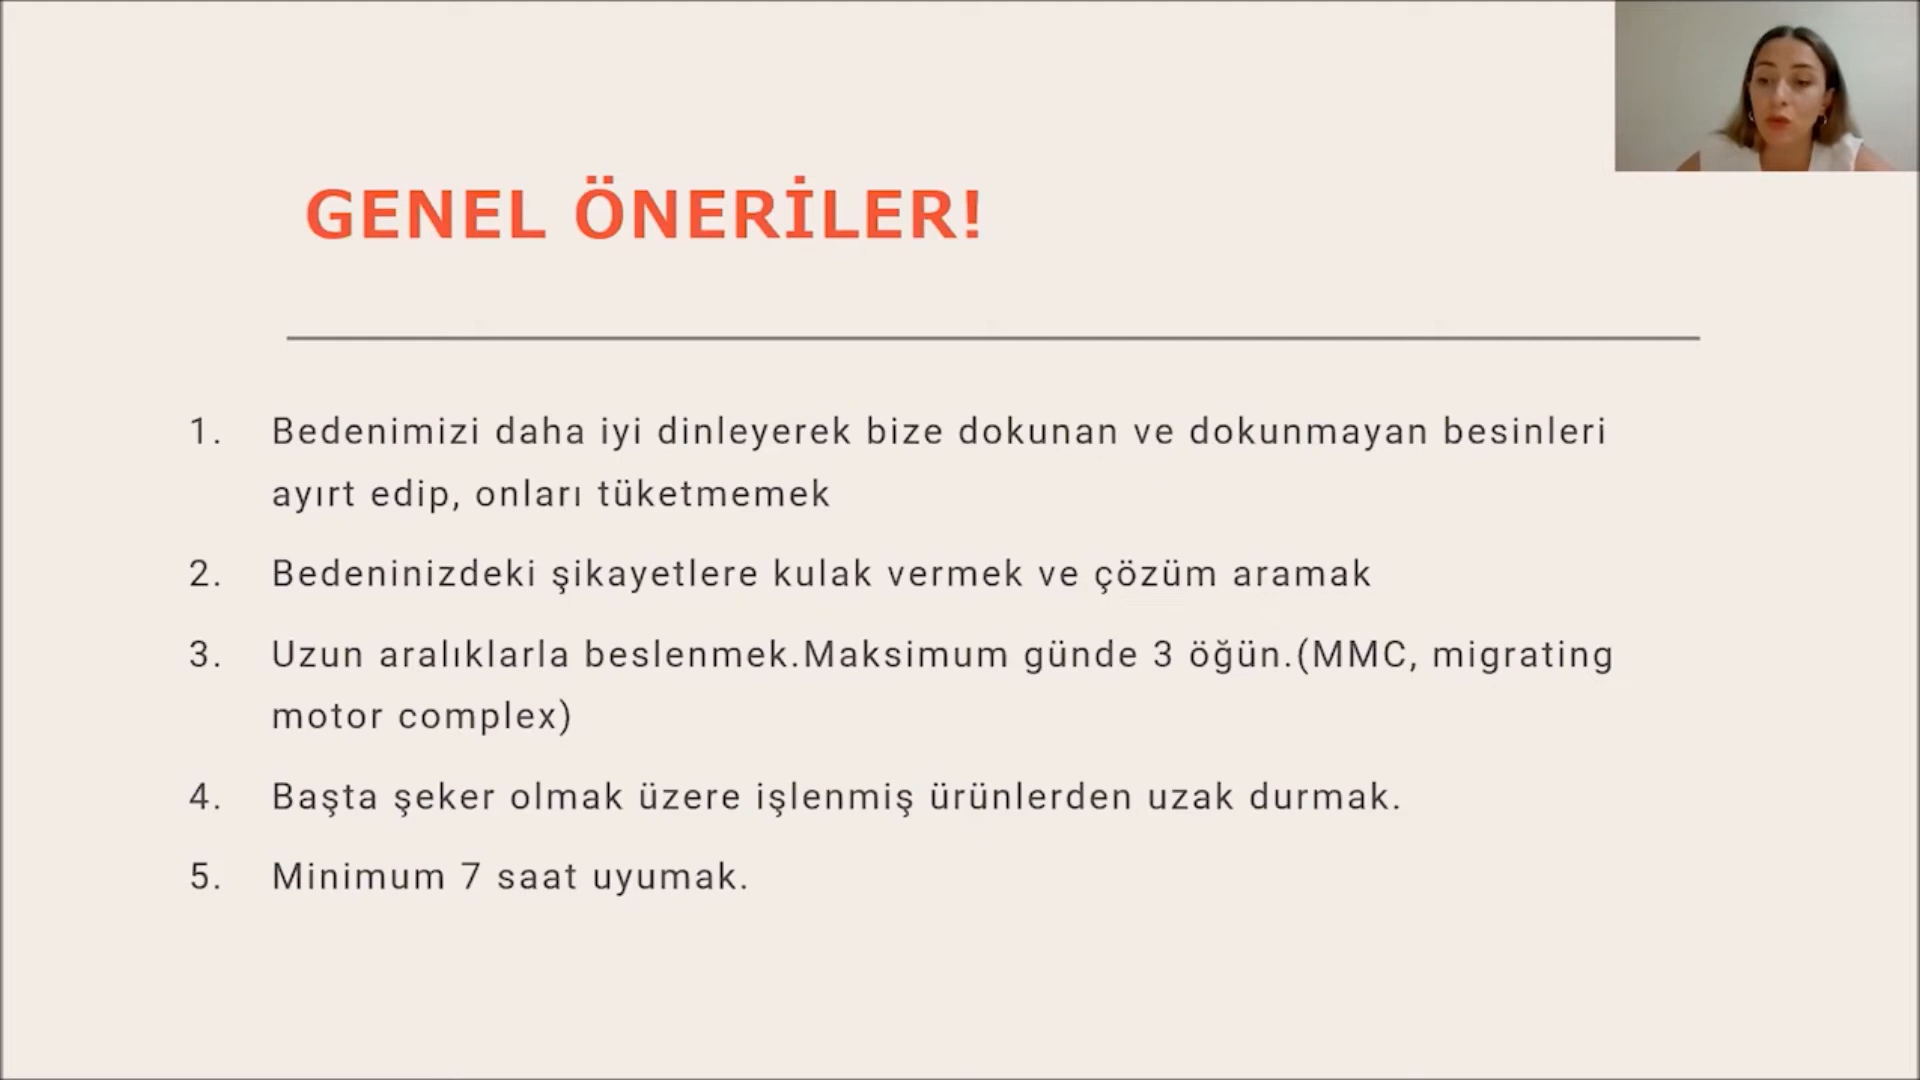 GENEL ÖNERİLER!
1. Bedenimizi daha iyi dinleyerek bize dokunan ve dokunmayan besinleri
ayırt edip, onları tüketmemek
2. Bedeninizdeki şikayetlere kulak vermek ve çözüm aramak
3. Uzun aralıklarla beslenmek.Maksimum günde 3 öğün.(MMC, migrating
motor complex)
4. Başta şeker olmak üzere işlenmiş ürünlerden uzak durmak.
5. Minimum 7 saat uyumak.